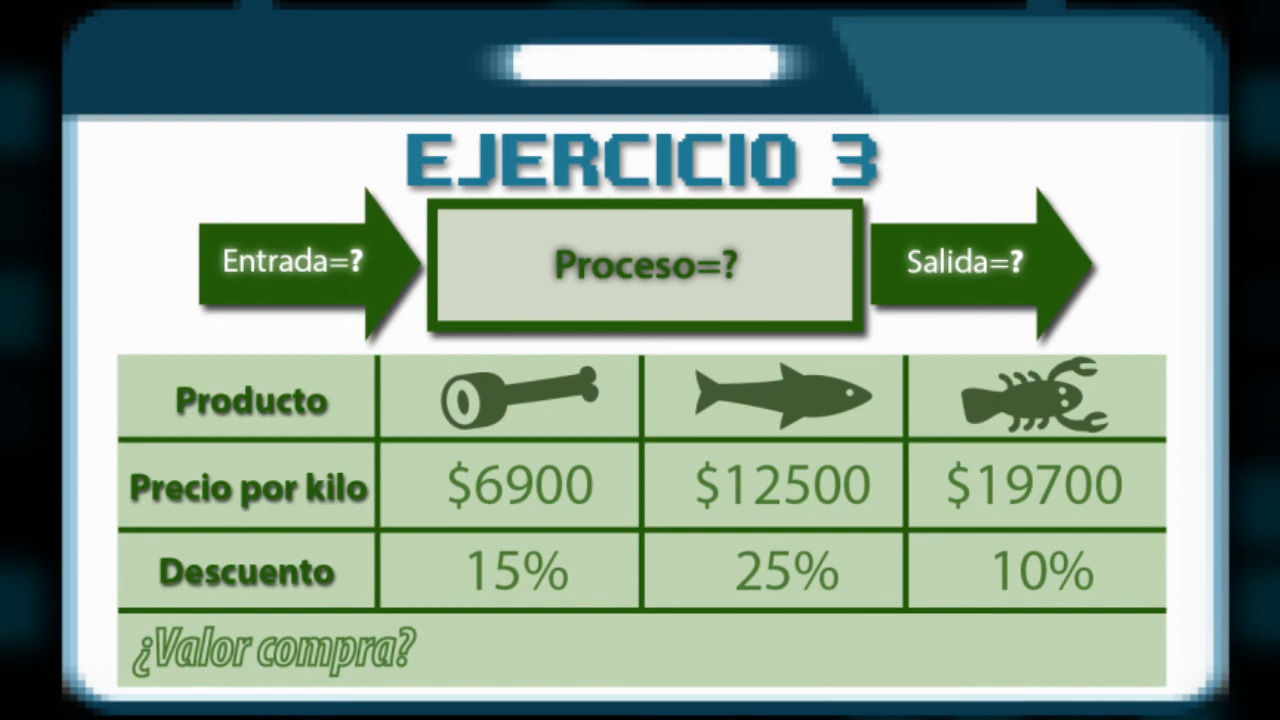 EJERCICIO 3
Entrada=?
Proceso=?
Salida=?
Producto
Precio por kilo $6900 $12500 $19700
Descuento 15% 25% 10%
¿Valor compra?